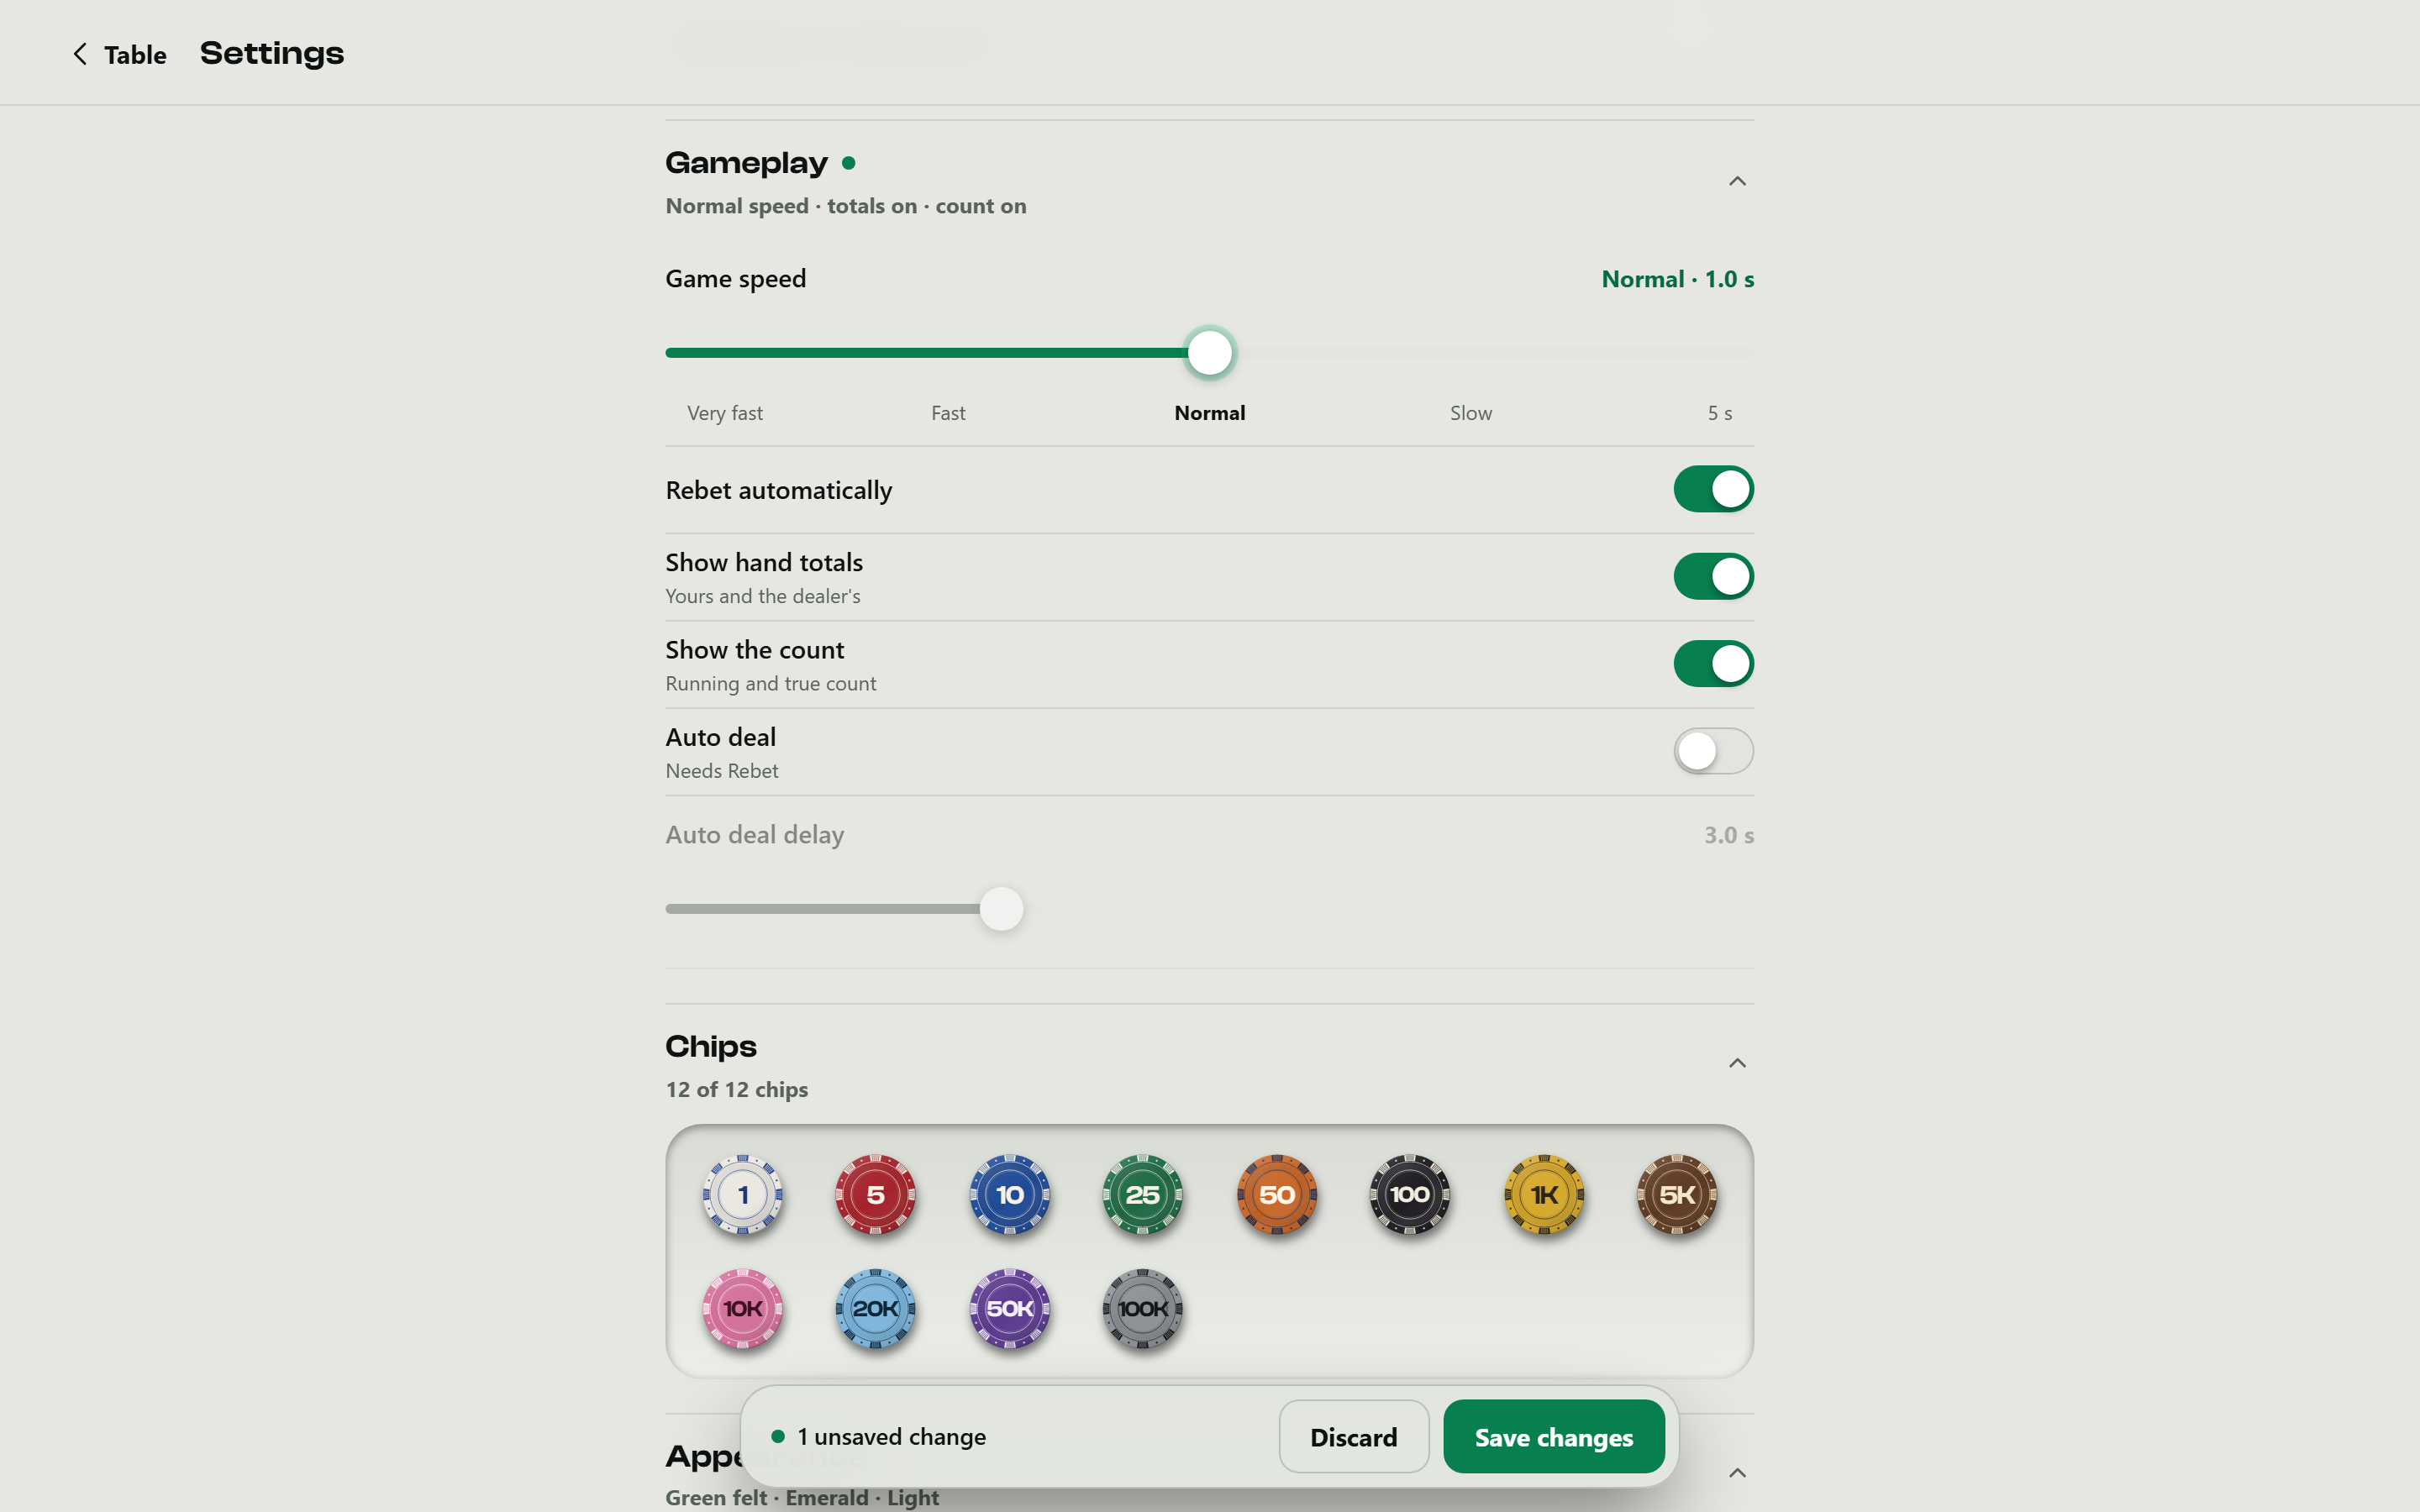 Table Settings
Gameplay
Normal speed · totals on · count on
Game speed Normal · 1.0 s
Very fast Fast Normal Slow 5 s
Rebet automatically
Show hand totals
Yours and the dealer's
Show the count
Running and true count
Auto deal
Needs Rebet
Auto deal delay 3.0 s
Chips
12 of 12 chips
1 5 10 25 50 100 1K 5K
10K 20K 50K 100K
1 unsaved change Discard Save changes
Green felt · Emerald · Light